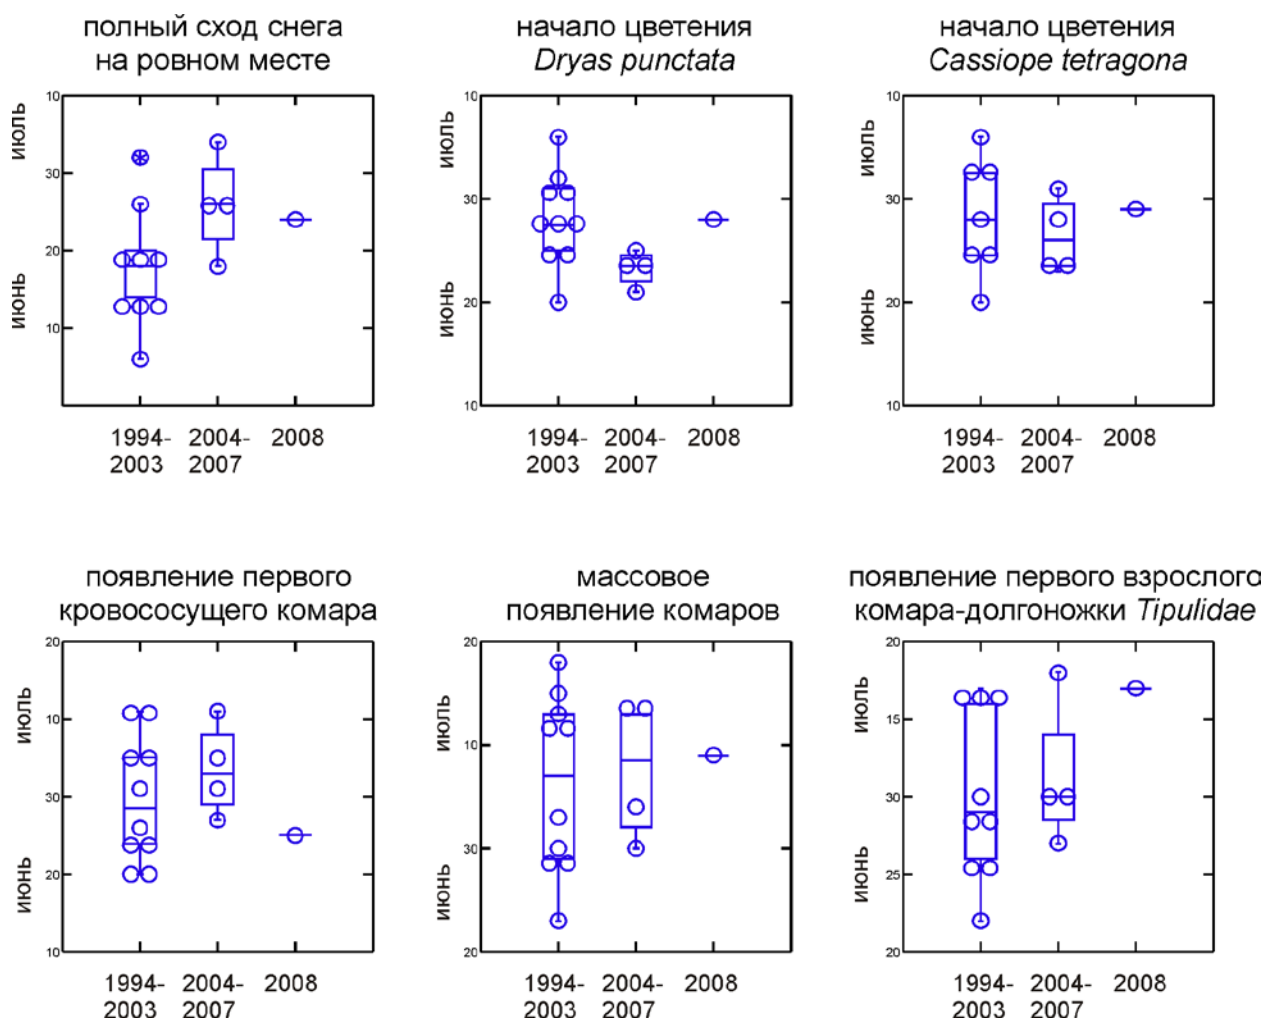 полный сход снега
на ровном месте
начало цветения
Dryas punctata
начало цветения
Cassiope tetragona
10
июль
30
20
июнь
10
1994-
2003
2004-
2007
2008
10
июль
30
июнь
20
10
1994-
2003
2004-
2007
2008
10
июль
30
июнь
20
10
1994-
2003
2004-
2007
2008
появление первого
кровососущего комара
массовое
появление комаров
появление первого взрослого
комара-долгоножки Tipulidae
20
июль
10
30
июнь
20
10
1994-
2003
2004-
2007
2008
20
июль
10
30
июнь
20
1994-
2003
2004-
2007
2008
20
июль
15
30
июнь
25
20
1994-
2003
2004-
2007
2008